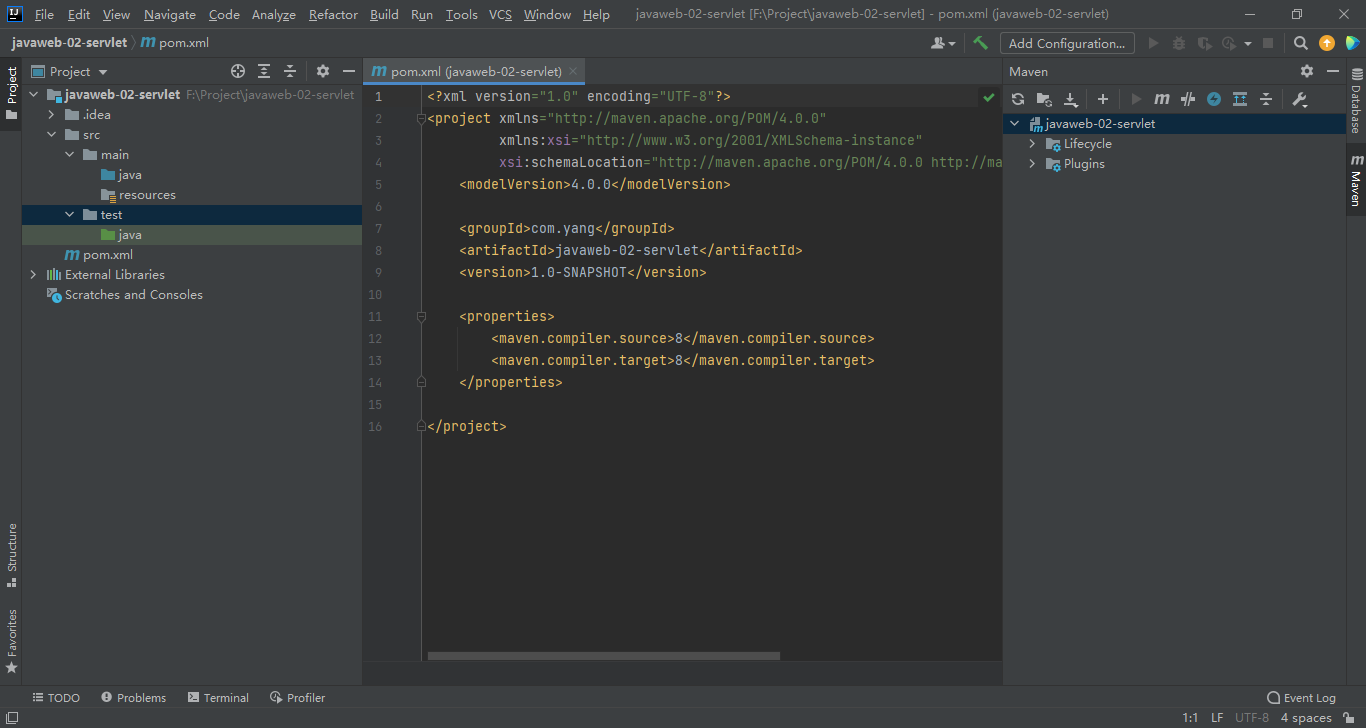 File Edit View Navigate Code Analyze Refactor Build Run Tools VCS Window Help javaweb-02-servlet [F:\Project\javaweb-02-servlet] - pom.xml (javaweb-02-servlet)
javaweb-02-servlet m pom.xml Add Configuration...
Project
Project
javaweb-02-servlet F:\Project\javaweb-02-servlet
.idea
src
main
java
resources
test
java
m pom.xml
External Libraries
Scratches and Consoles
Structure
Favorites
m pom.xml (javaweb-02-servlet)
1 <?xml version="1.0" encoding="UTF-8"?>
2 <project xmlns="http://maven.apache.org/POM/4.0.0"
3 xmlns:xsi="http://www.w3.org/2001/XMLSchema-instance"
4 xsi:schemaLocation="http://maven.apache.org/POM/4.0.0 http://ma
5 <modelVersion>4.0.0</modelVersion>
6
7 <groupId>com.yang</groupId>
8 <artifactId>javaweb-02-servlet</artifactId>
9 <version>1.0-SNAPSHOT</version>
10
11 <properties>
12 <maven.compiler.source>8</maven.compiler.source>
13 <maven.compiler.target>8</maven.compiler.target>
14 </properties>
15
16 </project>
Maven
m
javaweb-02-servlet
Lifecycle
Plugins
Database
m Maven
TODO Problems Terminal Profiler Event Log
1:1 LF UTF-8 4 spaces